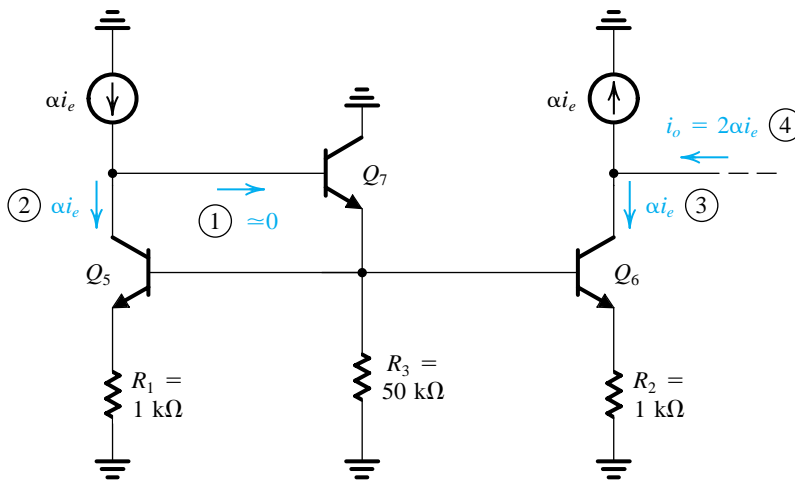 αi_e
αi_e
i_o = 2αi_e ④
Q_7
② αi_e
① ≃0
αi_e ③
Q_5
Q_6
R_1 =
1 kΩ
R_3 =
50 kΩ
R_2 =
1 kΩ